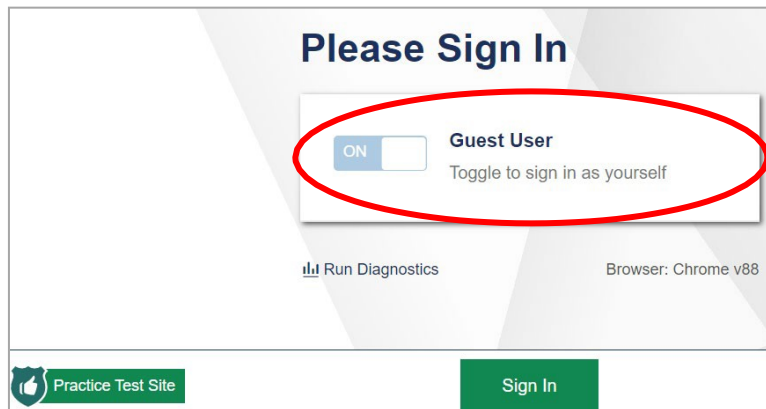 Please Sign In
ON
Guest User
Toggle to sign in as yourself
Run Diagnostics
Browser: Chrome v88
Practice Test Site
Sign In